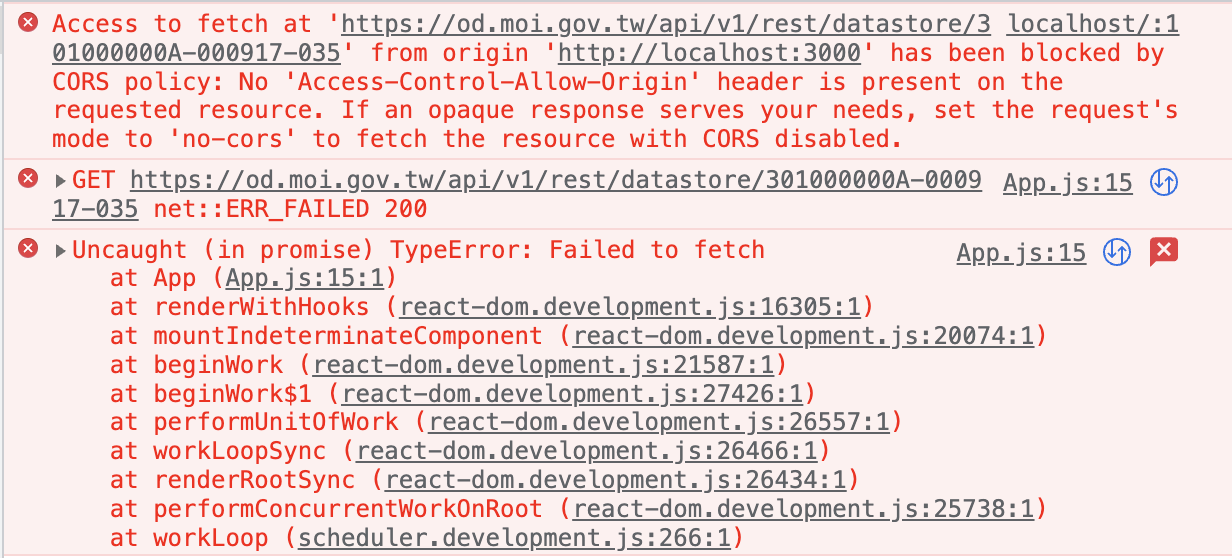 Access to fetch at 'https://od.moi.gov.tw/api/v1/rest/datastore/3 localhost/:1
01000000A-000917-035' from origin 'http://localhost:3000' has been blocked by
CORS policy: No 'Access-Control-Allow-Origin' header is present on the
requested resource. If an opaque response serves your needs, set the request's
mode to 'no-cors' to fetch the resource with CORS disabled.
GET https://od.moi.gov.tw/api/v1/rest/datastore/301000000A-0009 App.js:15
17-035 net::ERR_FAILED 200
Uncaught (in promise) TypeError: Failed to fetch App.js:15
at App (App.js:15:1)
at renderWithHooks (react-dom.development.js:16305:1)
at mountIndeterminateComponent (react-dom.development.js:20074:1)
at beginWork (react-dom.development.js:21587:1)
at beginWork$1 (react-dom.development.js:27426:1)
at performUnitOfWork (react-dom.development.js:26557:1)
at workLoopSync (react-dom.development.js:26466:1)
at renderRootSync (react-dom.development.js:26434:1)
at performConcurrentWorkOnRoot (react-dom.development.js:25738:1)
at workLoop (scheduler.development.js:266:1)